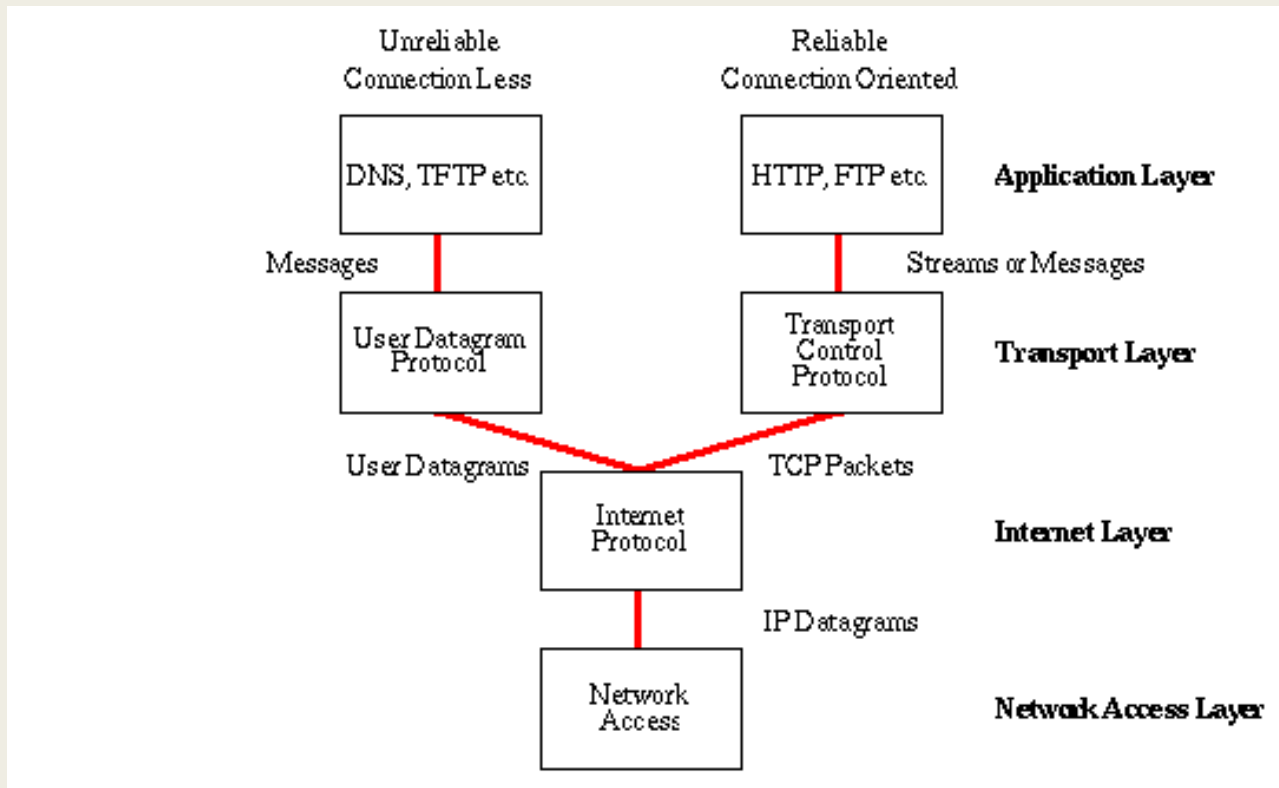 Unreliable
Connection Less
Reliable
Connection Oriented
DNS, TFTP etc.
HTTP, FTP etc.
Application Layer
Messages
Streams or Messages
User Datagram
Protocol
Transport
Control
Protocol
Transport Layer
User Datagrams
TCP Packets
Internet
Protocol
Internet Layer
IP Datagrams
Network
Access
Network Access Layer